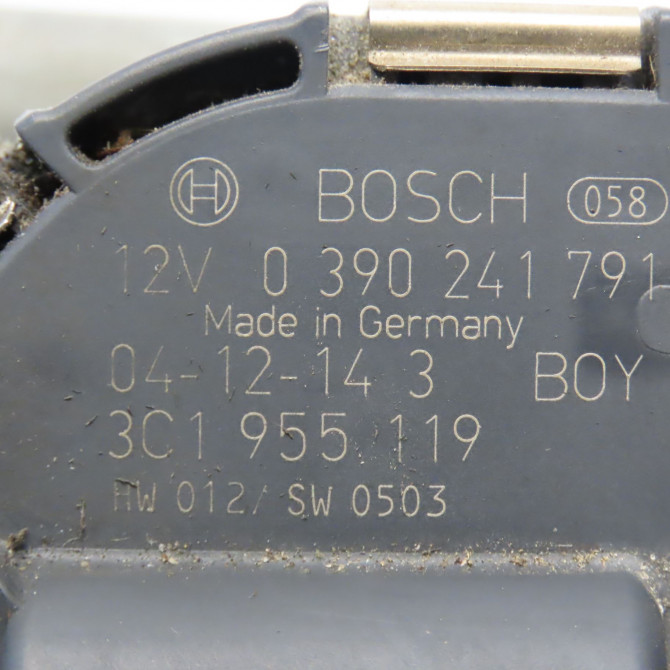 BOSCH 058
12V 0 390 241 791
Made in Germany
04-12-14 3 BOY
3C1 955 119
HW 012/ SW 0503